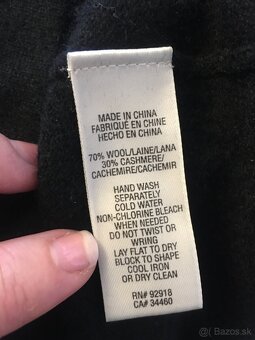 MADE IN CHINA
FABRIQUÉ EN CHINE
HECHO EN CHINA
70% WOOL/LAINE/LANA
30% CASHMERE/
CACHEMIRE/CACHEMIR
HAND WASH
SEPARATELY
COLD WATER
NON-CHLORINE BLEACH
WHEN NEEDED
DO NOT TWIST OR
WRING
LAY FLAT TO DRY
BLOCK TO SHAPE
COOL IRON
OR DRY CLEAN
RN# 92918
CA# 34460
Bazos.sk